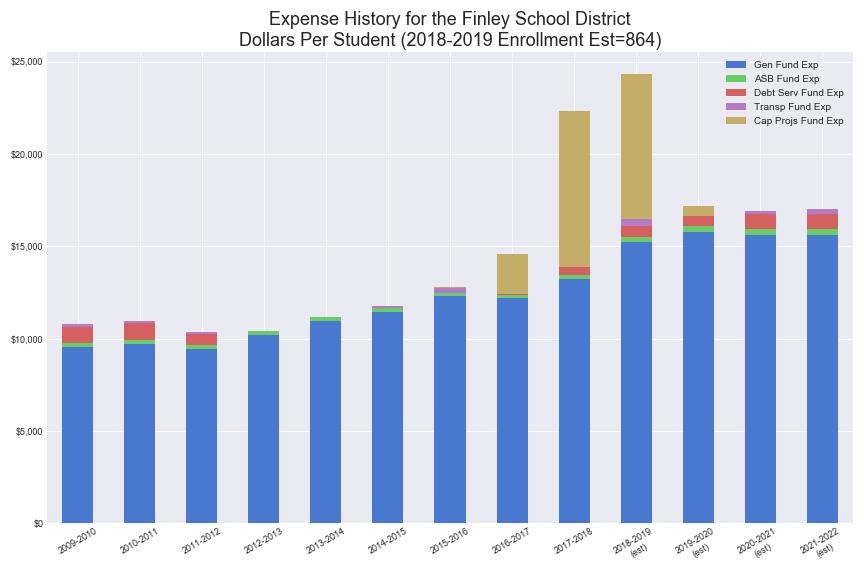 Expense History for the Finley School District
Dollars Per Student (2018-2019 Enrollment Est=864)
$25,000
$20,000
$15,000
$10,000
$5,000
$0
Gen Fund Exp
ASB Fund Exp
Debt Serv Fund Exp
Transp Fund Exp
Cap Projs Fund Exp
2009-2010
2010-2011
2011-2012
2012-2013
2013-2014
2014-2015
2015-2016
2016-2017
2017-2018
2018-2019
(est)
2019-2020
(est)
2020-2021
(est)
2021-2022
(est)